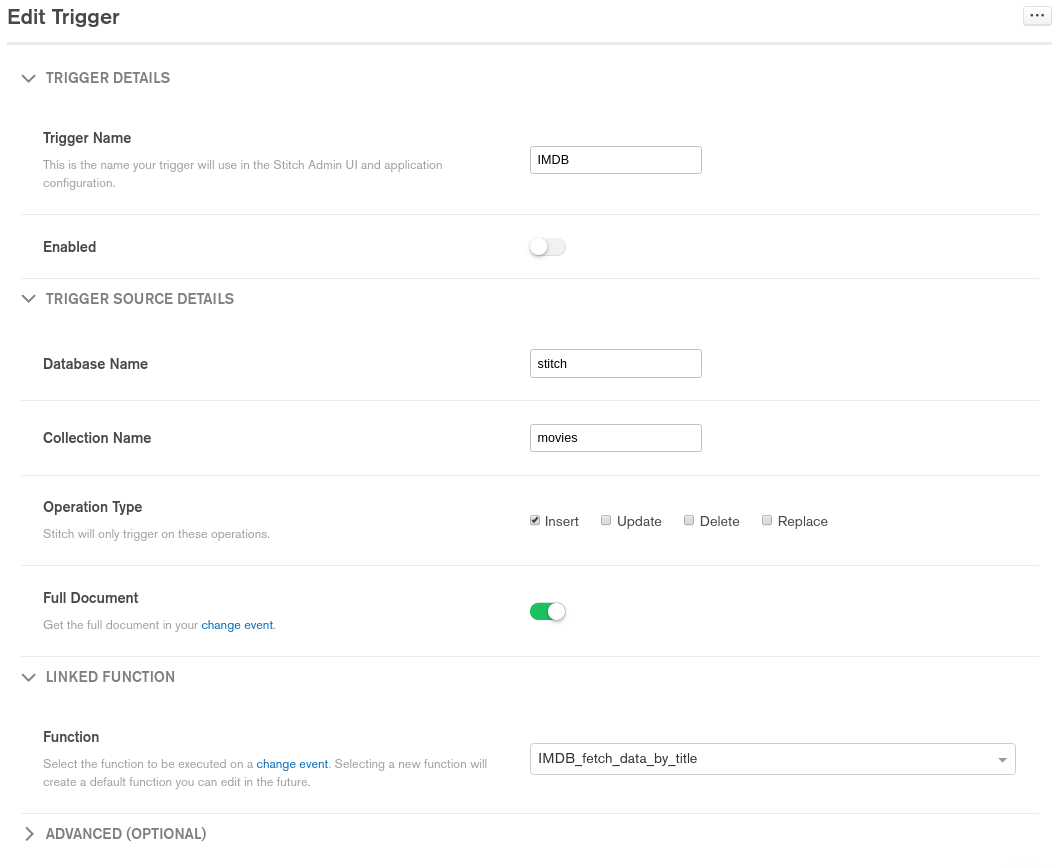 Edit Trigger
TRIGGER DETAILS
Trigger Name
This is the name your trigger will use in the Stitch Admin UI and application
configuration.
IMDB
Enabled
TRIGGER SOURCE DETAILS
Database Name
stitch
Collection Name
movies
Operation Type
Stitch will only trigger on these operations.
Insert Update Delete Replace
Full Document
Get the full document in your change event.
LINKED FUNCTION
Function
Select the function to be executed on a change event. Selecting a new function will
create a default function you can edit in the future.
IMDB_fetch_data_by_title
ADVANCED (OPTIONAL)